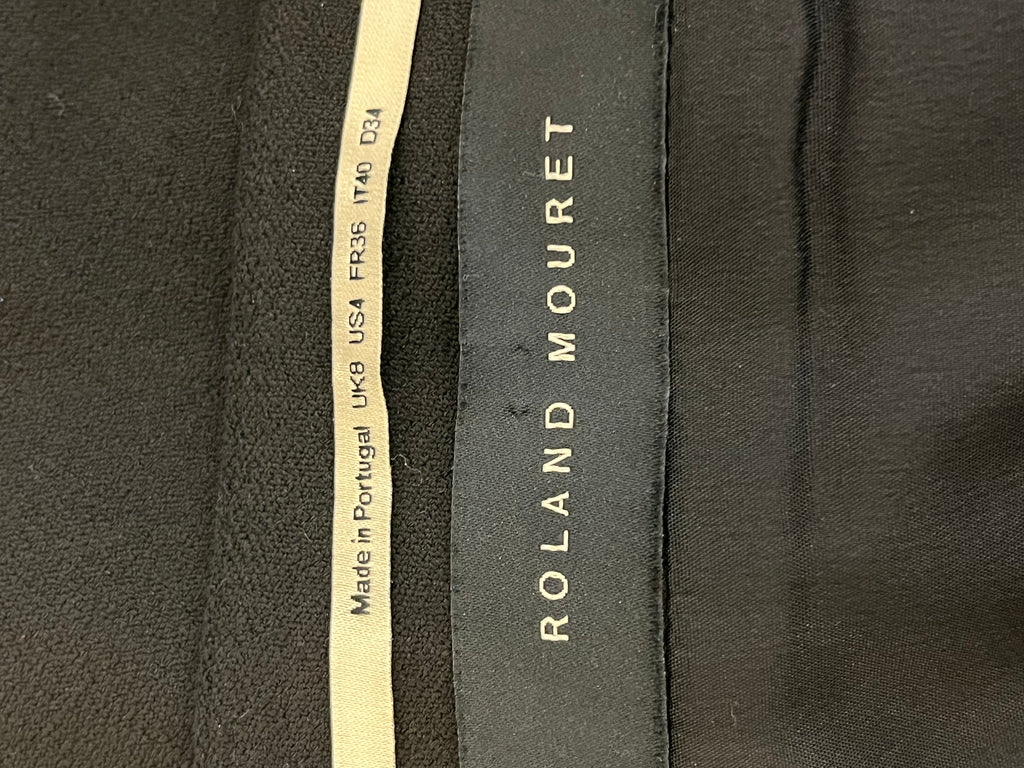 Made in Portugal UK8 US4 FR36 IT40 D34
ROLAND MOURET